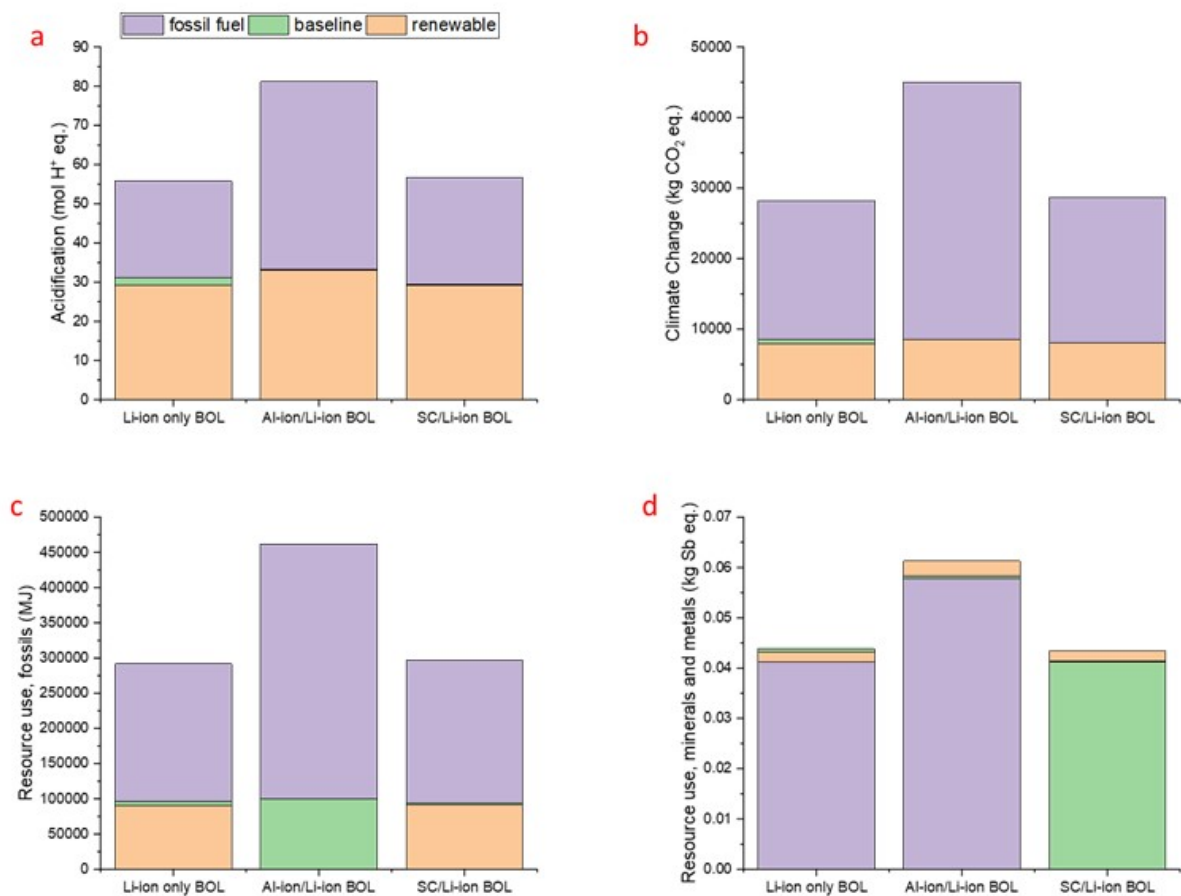 a
fossil fuel baseline renewable
90
80
70
60
50
40
30
20
10
0
Acidification (mol H⁺ eq.)
Li-ion only BOL Al-ion/Li-ion BOL SC/Li-ion BOL
b
50000
40000
30000
20000
10000
0
Climate Change (kg CO₂ eq.)
Li-ion only BOL Al-ion/Li-ion BOL SC/Li-ion BOL
c
500000
450000
400000
350000
300000
250000
200000
150000
100000
50000
0
Resource use, fossils (MJ)
Li-ion only BOL Al-ion/Li-ion BOL SC/Li-ion BOL
d
0.07
0.06
0.05
0.04
0.03
0.02
0.01
0.00
Resource use, minerals and metals (kg Sb eq.)
Li-ion only BOL Al-ion/Li-ion BOL SC/Li-ion BOL